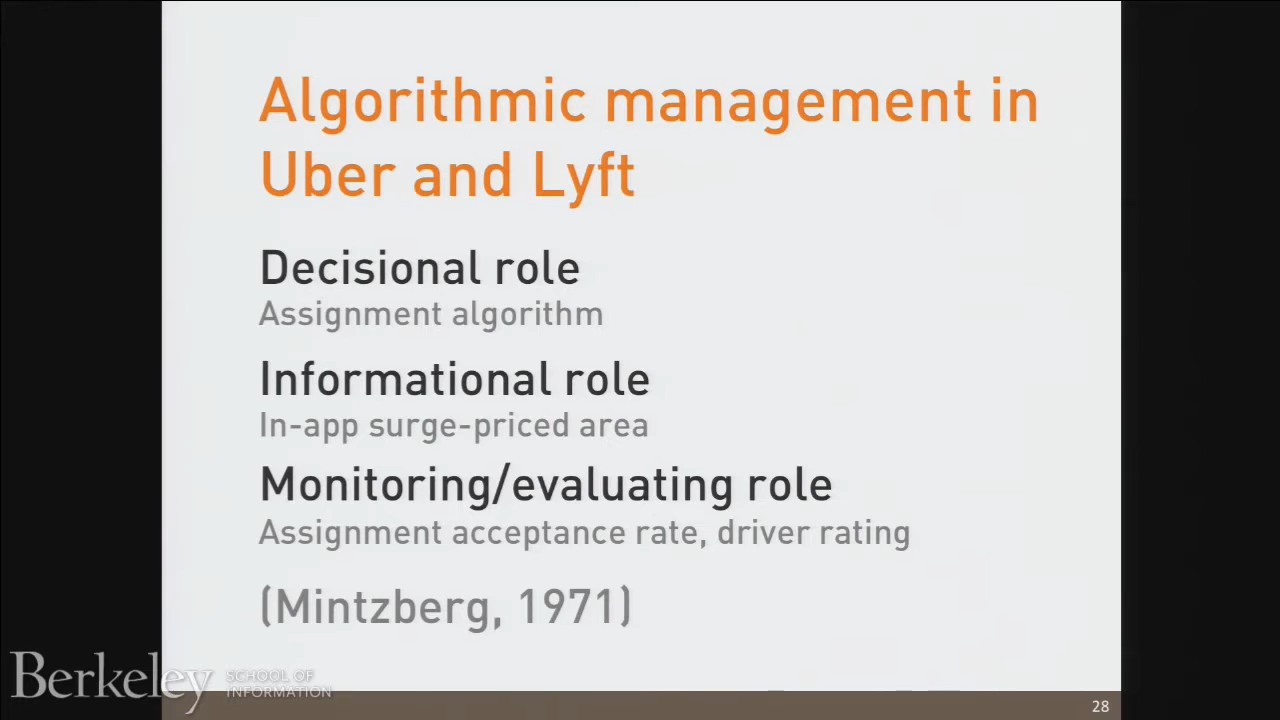 Algorithmic management in
Uber and Lyft
Decisional role
Assignment algorithm
Informational role
In-app surge-priced area
Monitoring/evaluating role
Assignment acceptance rate, driver rating
(Mintzberg, 1971)
Berkeley
SCHOOL OF
INFORMATION
28